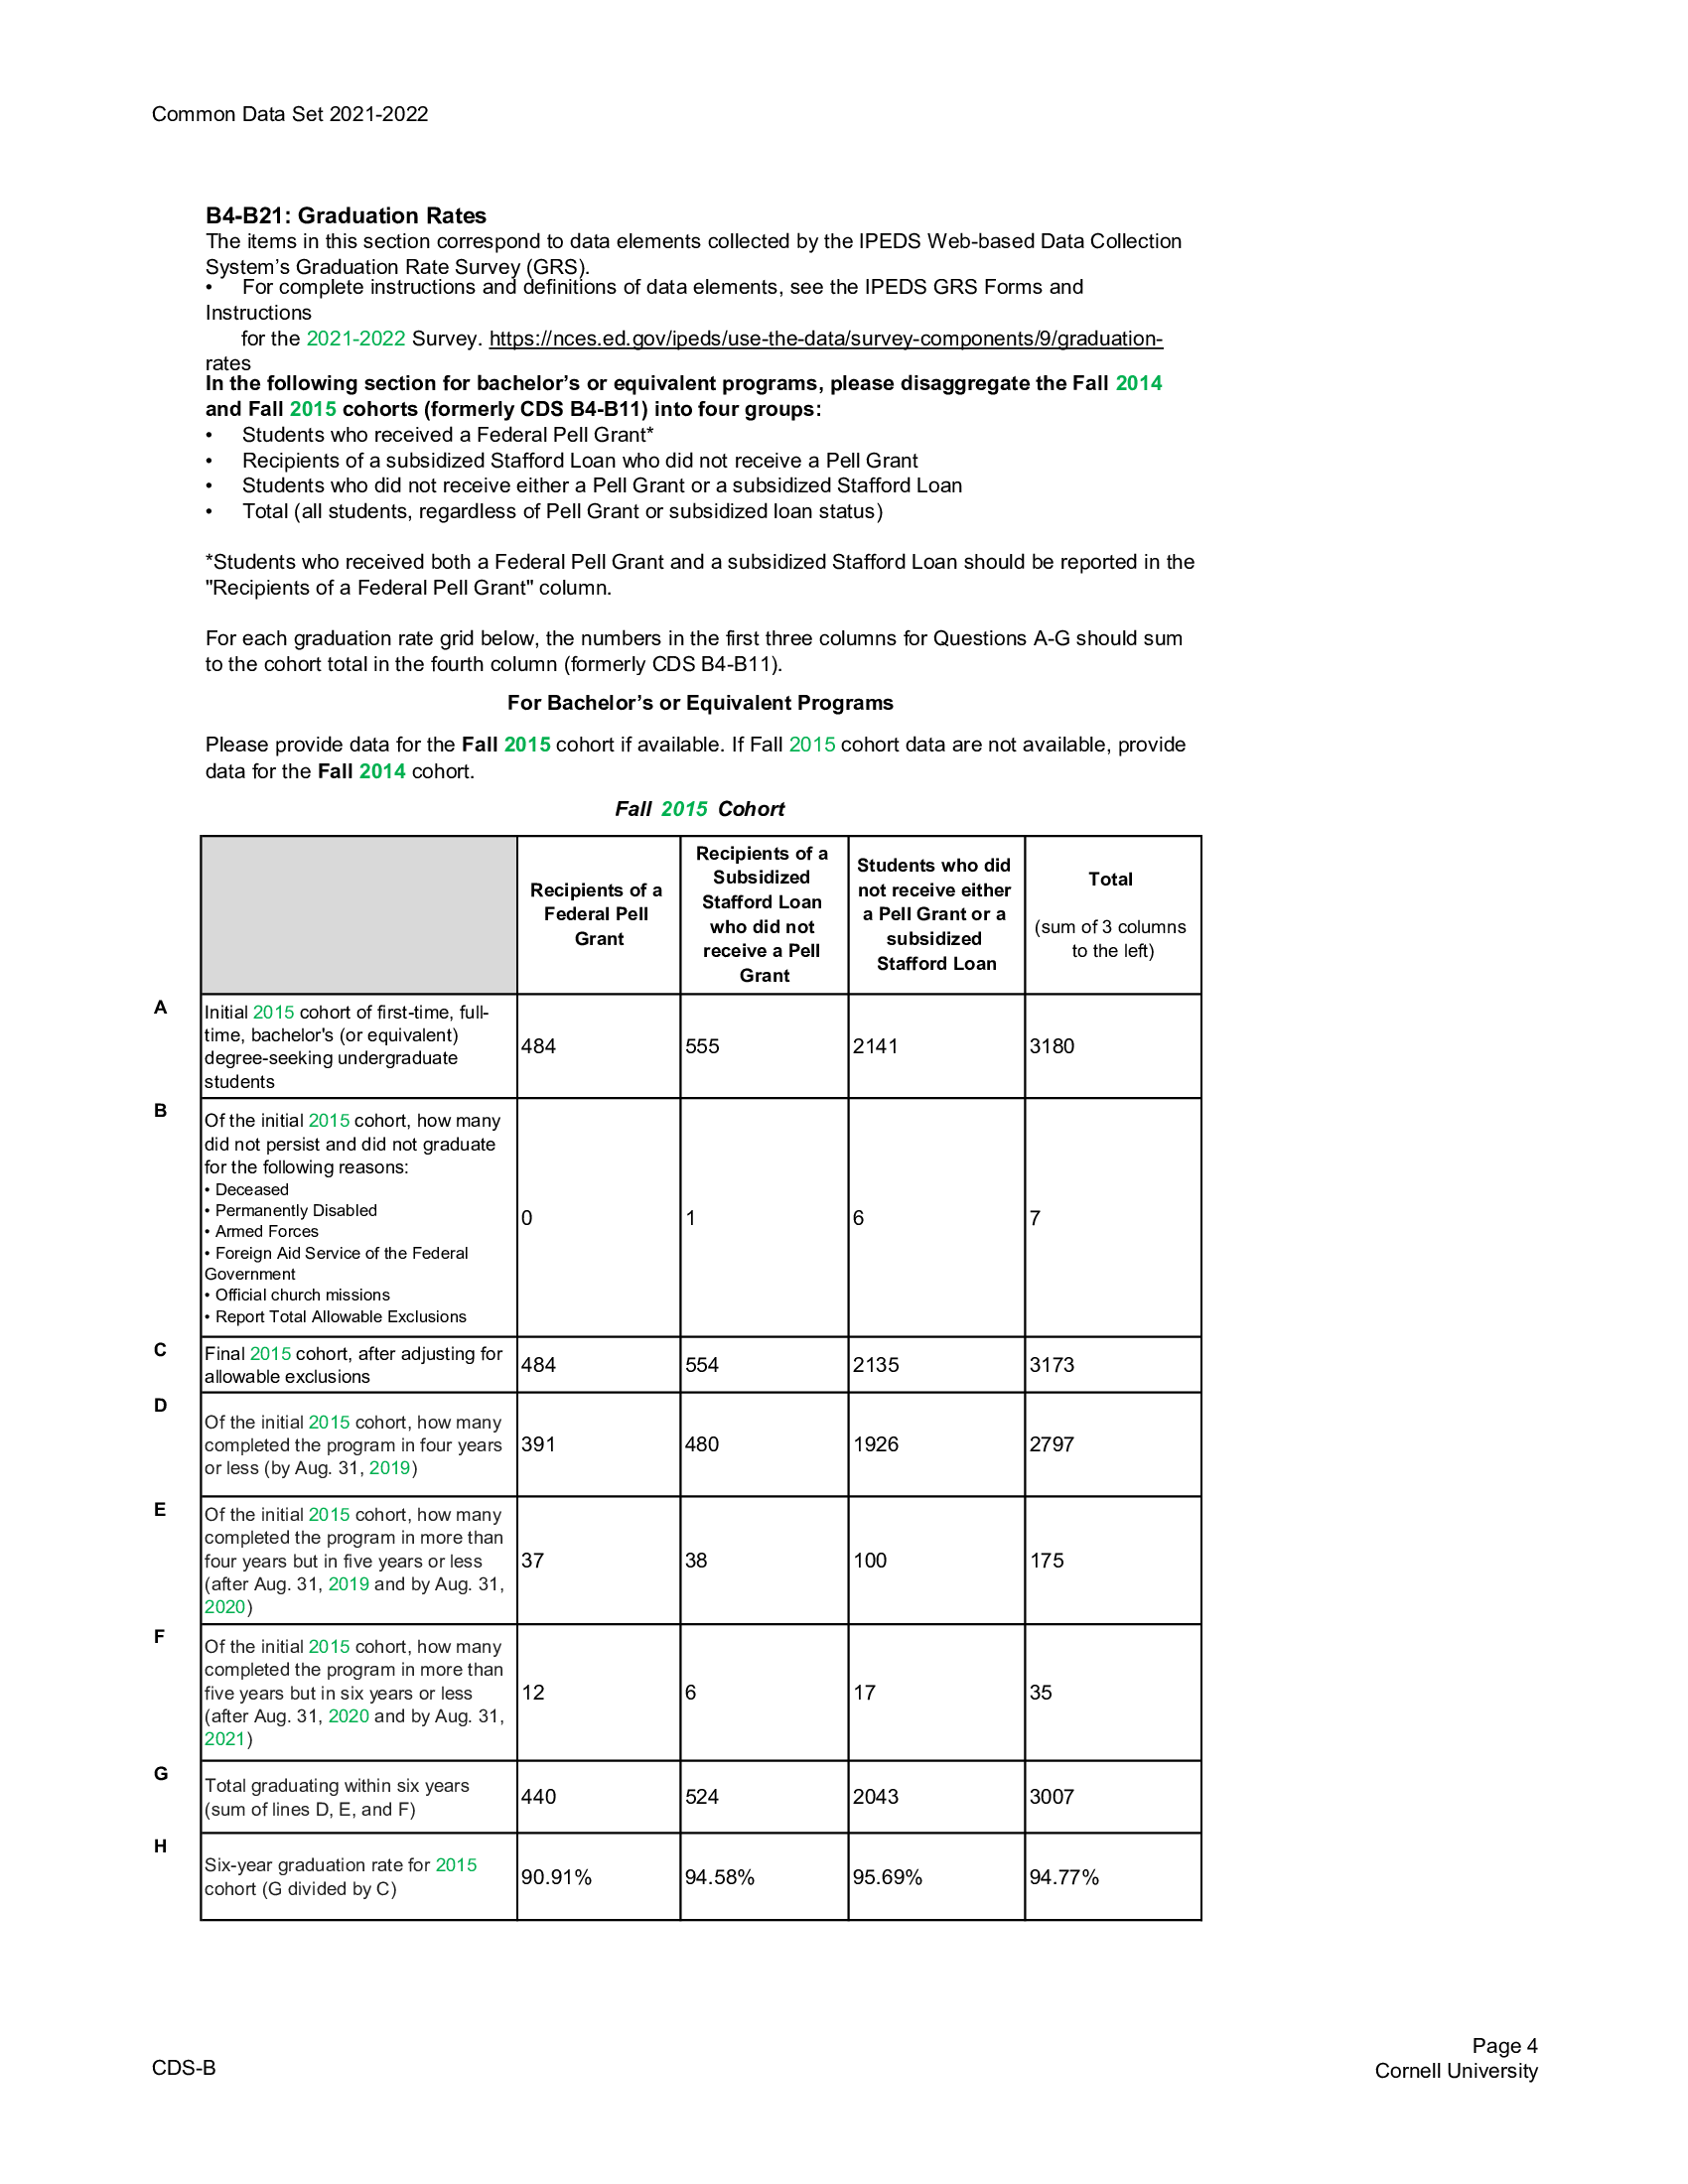 Common Data Set 2021-2022
B4-B21: Graduation Rates
The items in this section correspond to data elements collected by the IPEDS Web-based Data Collection
System’s Graduation Rate Survey (GRS).
• For complete instructions and definitions of data elements, see the IPEDS GRS Forms and
Instructions
for the 2021-2022 Survey. https://nces.ed.gov/ipeds/use-the-data/survey-components/9/graduation-
rates
In the following section for bachelor’s or equivalent programs, please disaggregate the Fall 2014
and Fall 2015 cohorts (formerly CDS B4-B11) into four groups:
• Students who received a Federal Pell Grant*
• Recipients of a subsidized Stafford Loan who did not receive a Pell Grant
• Students who did not receive either a Pell Grant or a subsidized Stafford Loan
• Total (all students, regardless of Pell Grant or subsidized loan status)
*Students who received both a Federal Pell Grant and a subsidized Stafford Loan should be reported in the
"Recipients of a Federal Pell Grant" column.
For each graduation rate grid below, the numbers in the first three columns for Questions A-G should sum
to the cohort total in the fourth column (formerly CDS B4-B11).
For Bachelor’s or Equivalent Programs
Please provide data for the Fall 2015 cohort if available. If Fall 2015 cohort data are not available, provide
data for the Fall 2014 cohort.
Fall 2015 Cohort
Recipients of a
Federal Pell
Grant
Recipients of a
Subsidized
Stafford Loan
who did not
receive a Pell
Grant
Students who did
not receive either
a Pell Grant or a
subsidized
Stafford Loan
Total
(sum of 3 columns
to the left)
A
Initial 2015 cohort of first-time, full-
time, bachelor's (or equivalent)
degree-seeking undergraduate
students
484
555
2141
3180
B
Of the initial 2015 cohort, how many
did not persist and did not graduate
for the following reasons:
• Deceased
• Permanently Disabled
• Armed Forces
• Foreign Aid Service of the Federal
Government
• Official church missions
• Report Total Allowable Exclusions
0
1
6
7
C
Final 2015 cohort, after adjusting for
allowable exclusions
484
554
2135
3173
D
Of the initial 2015 cohort, how many
completed the program in four years
or less (by Aug. 31, 2019)
391
480
1926
2797
E
Of the initial 2015 cohort, how many
completed the program in more than
four years but in five years or less
(after Aug. 31, 2019 and by Aug. 31,
2020)
37
38
100
175
F
Of the initial 2015 cohort, how many
completed the program in more than
five years but in six years or less
(after Aug. 31, 2020 and by Aug. 31,
2021)
12
6
17
35
G
Total graduating within six years
(sum of lines D, E, and F)
440
524
2043
3007
H
Six-year graduation rate for 2015
cohort (G divided by C)
90.91%
94.58%
95.69%
94.77%
CDS-B
Page 4
Cornell University